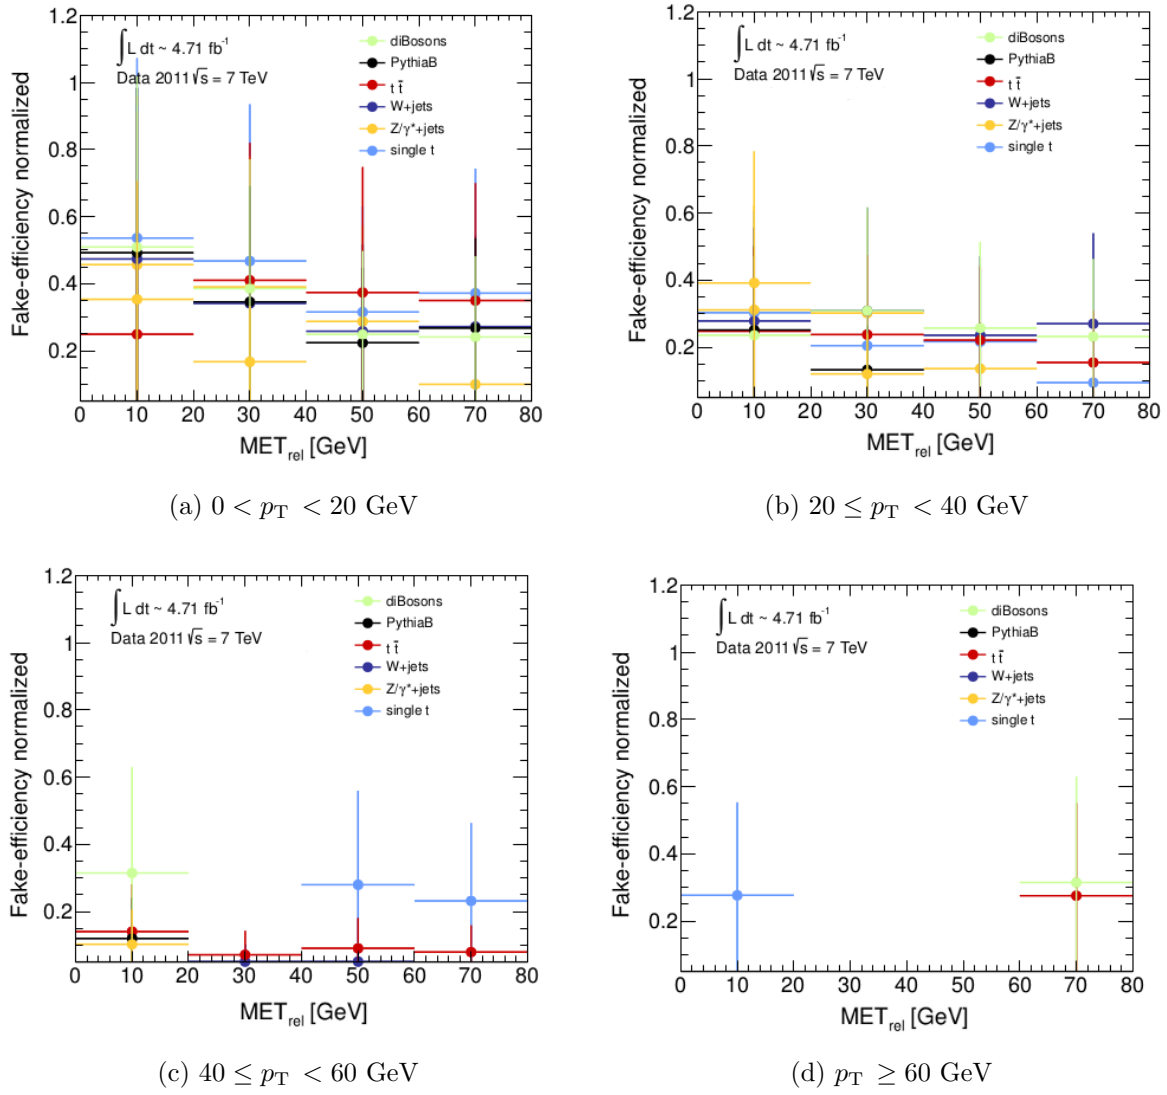 Fake-efficiency normalized
1.2
1
0.8
0.6
0.4
0.2
∫L dt ~ 4.71 fb⁻¹
Data 2011 √s = 7 TeV
diBosons
PythiaB
t t̄
W+jets
Z/γ*+jets
single t
0 10 20 30 40 50 60 70 80
MET_rel [GeV]
(a) 0 < p_T < 20 GeV
Fake-efficiency normalized
1.2
1
0.8
0.6
0.4
0.2
∫L dt ~ 4.71 fb⁻¹
Data 2011 √s = 7 TeV
diBosons
PythiaB
t t̄
W+jets
Z/γ*+jets
single t
0 10 20 30 40 50 60 70 80
MET_rel [GeV]
(b) 20 ≤ p_T < 40 GeV
Fake-efficiency normalized
1.2
1
0.8
0.6
0.4
0.2
∫L dt ~ 4.71 fb⁻¹
Data 2011 √s = 7 TeV
diBosons
PythiaB
t t̄
W+jets
Z/γ*+jets
single t
0 10 20 30 40 50 60 70 80
MET_rel [GeV]
(c) 40 ≤ p_T < 60 GeV
Fake-efficiency normalized
1.2
1
0.8
0.6
0.4
0.2
∫L dt ~ 4.71 fb⁻¹
Data 2011 √s = 7 TeV
diBosons
PythiaB
t t̄
W+jets
Z/γ*+jets
single t
0 10 20 30 40 50 60 70 80
MET_rel [GeV]
(d) p_T ≥ 60 GeV